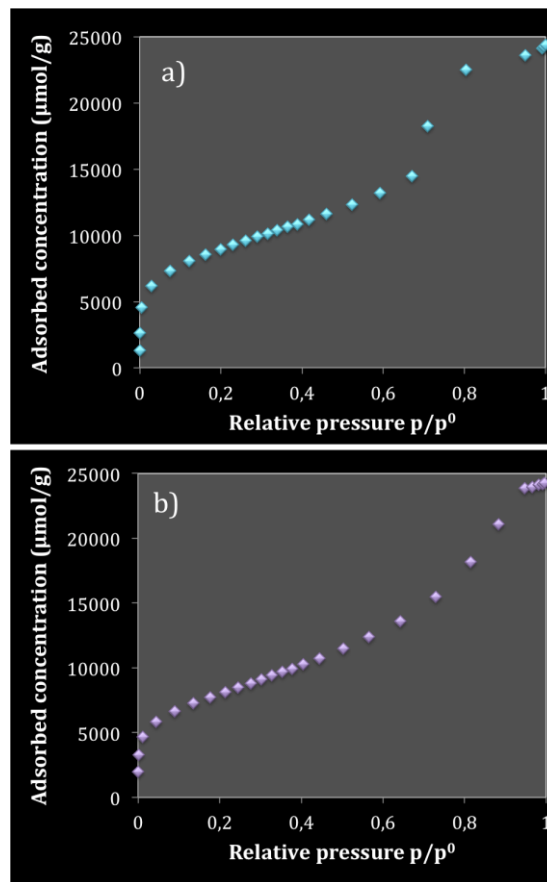 a)
Adsorbed concentration (μmol/g)
25000
20000
15000
10000
5000
0
0 0,2 0,4 0,6 0,8 1
Relative pressure p/p⁰
b)
Adsorbed concentration (μmol/g)
25000
20000
15000
10000
5000
0
0 0,2 0,4 0,6 0,8 1
Relative pressure p/p⁰